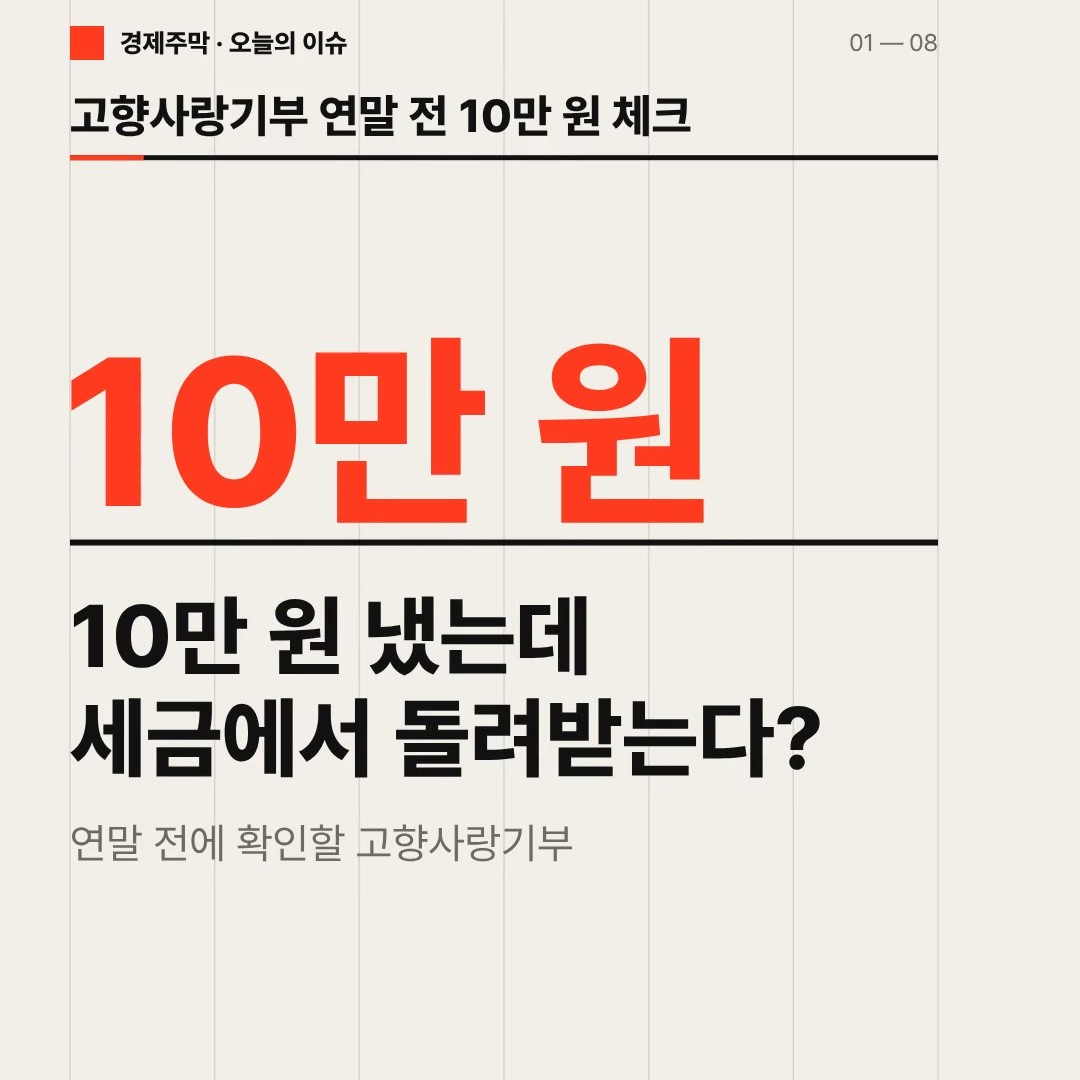 경제주막 · 오늘의 이슈
01 — 08
고향사랑기부 연말 전 10만 원 체크
10만 원
10만 원 냈는데
세금에서 돌려받는다?
연말 전에 확인할 고향사랑기부